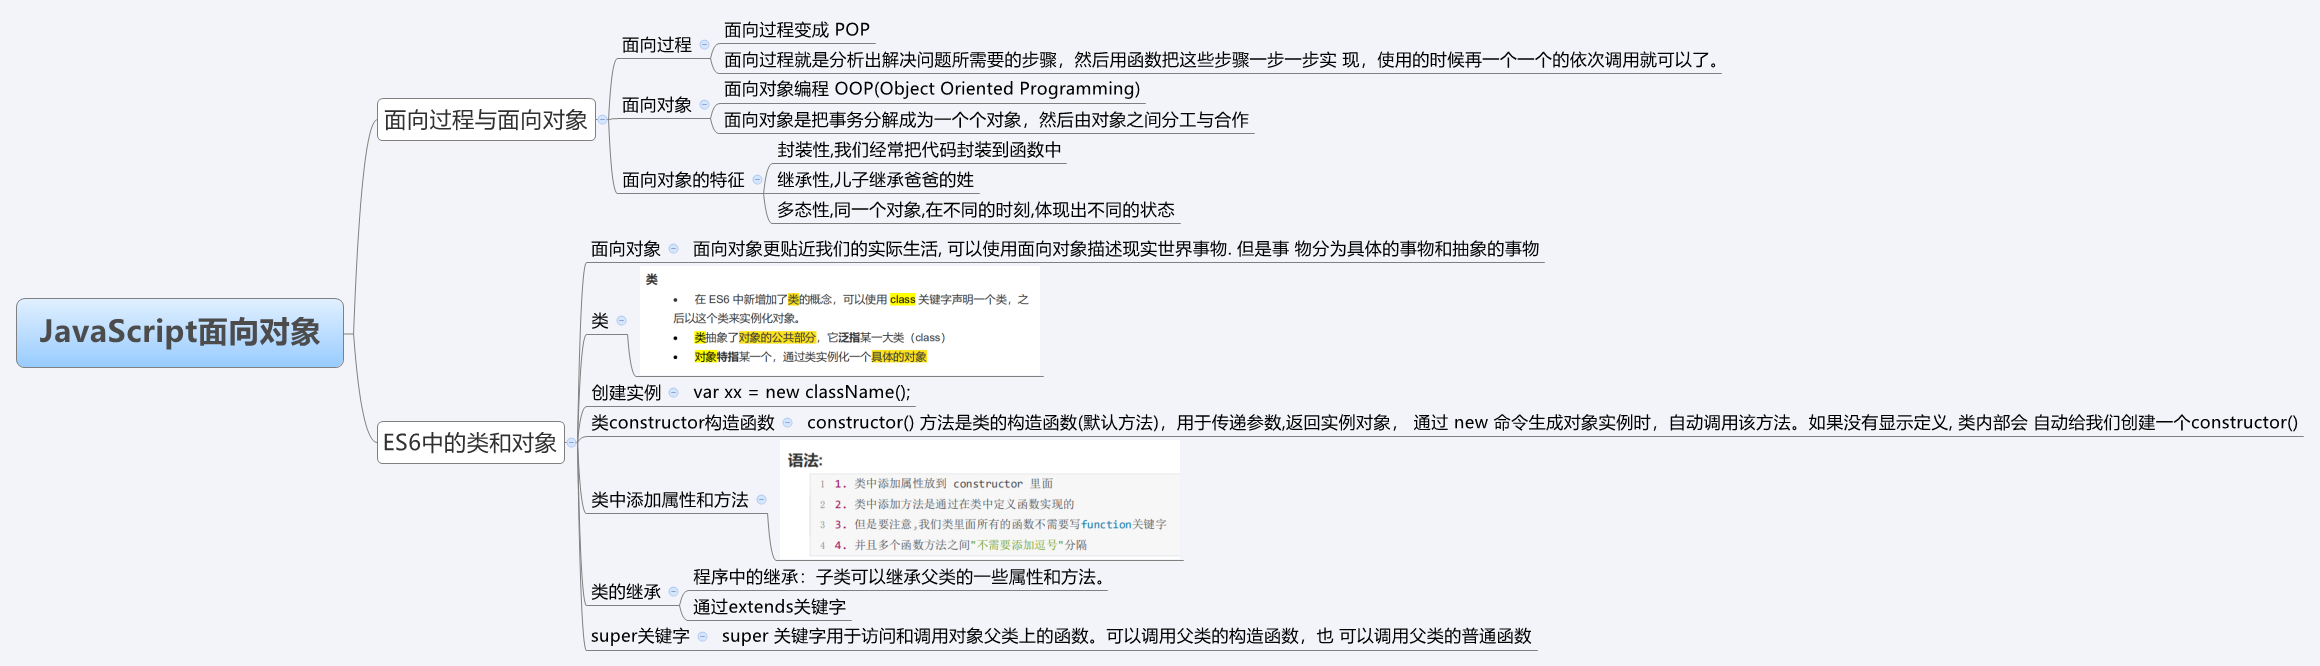 JavaScript面向对象
面向过程与面向对象
面向过程
面向过程变成 POP
面向过程就是分析出解决问题所需要的步骤，然后用函数把这些步骤一步一步实 现，使用的时候再一个一个的依次调用就可以了。
面向对象
面向对象编程 OOP(Object Oriented Programming)
面向对象是把事务分解成为一个个对象，然后由对象之间分工与合作
面向对象的特征
封装性,我们经常把代码封装到函数中
继承性,儿子继承爸爸的姓
多态性,同一个对象,在不同的时刻,体现出不同的状态
ES6中的类和对象
面向对象
面向对象更贴近我们的实际生活, 可以使用面向对象描述现实世界事物. 但是事 物分为具体的事物和抽象的事物
类
类
• 在 ES6 中新增加了类的概念，可以使用 class 关键字声明一个类，之
后以这个类来实例化对象。
• 类抽象了对象的公共部分，它泛指某一大类（class）
• 对象特指某一个，通过类实例化一个具体的对象
创建实例
var xx = new className();
类constructor构造函数
constructor() 方法是类的构造函数(默认方法)，用于传递参数,返回实例对象， 通过 new 命令生成对象实例时，自动调用该方法。如果没有显示定义, 类内部会 自动给我们创建一个constructor()
类中添加属性和方法
语法:
1 1. 类中添加属性放到 constructor 里面
2 2. 类中添加方法是通过在类中定义函数实现的
3 3. 但是要注意,我们类里面所有的函数不需要写function关键字
4 4. 并且多个函数方法之间"不需要添加逗号"分隔
类的继承
程序中的继承：子类可以继承父类的一些属性和方法。
通过extends关键字
super关键字
super 关键字用于访问和调用对象父类上的函数。可以调用父类的构造函数，也 可以调用父类的普通函数